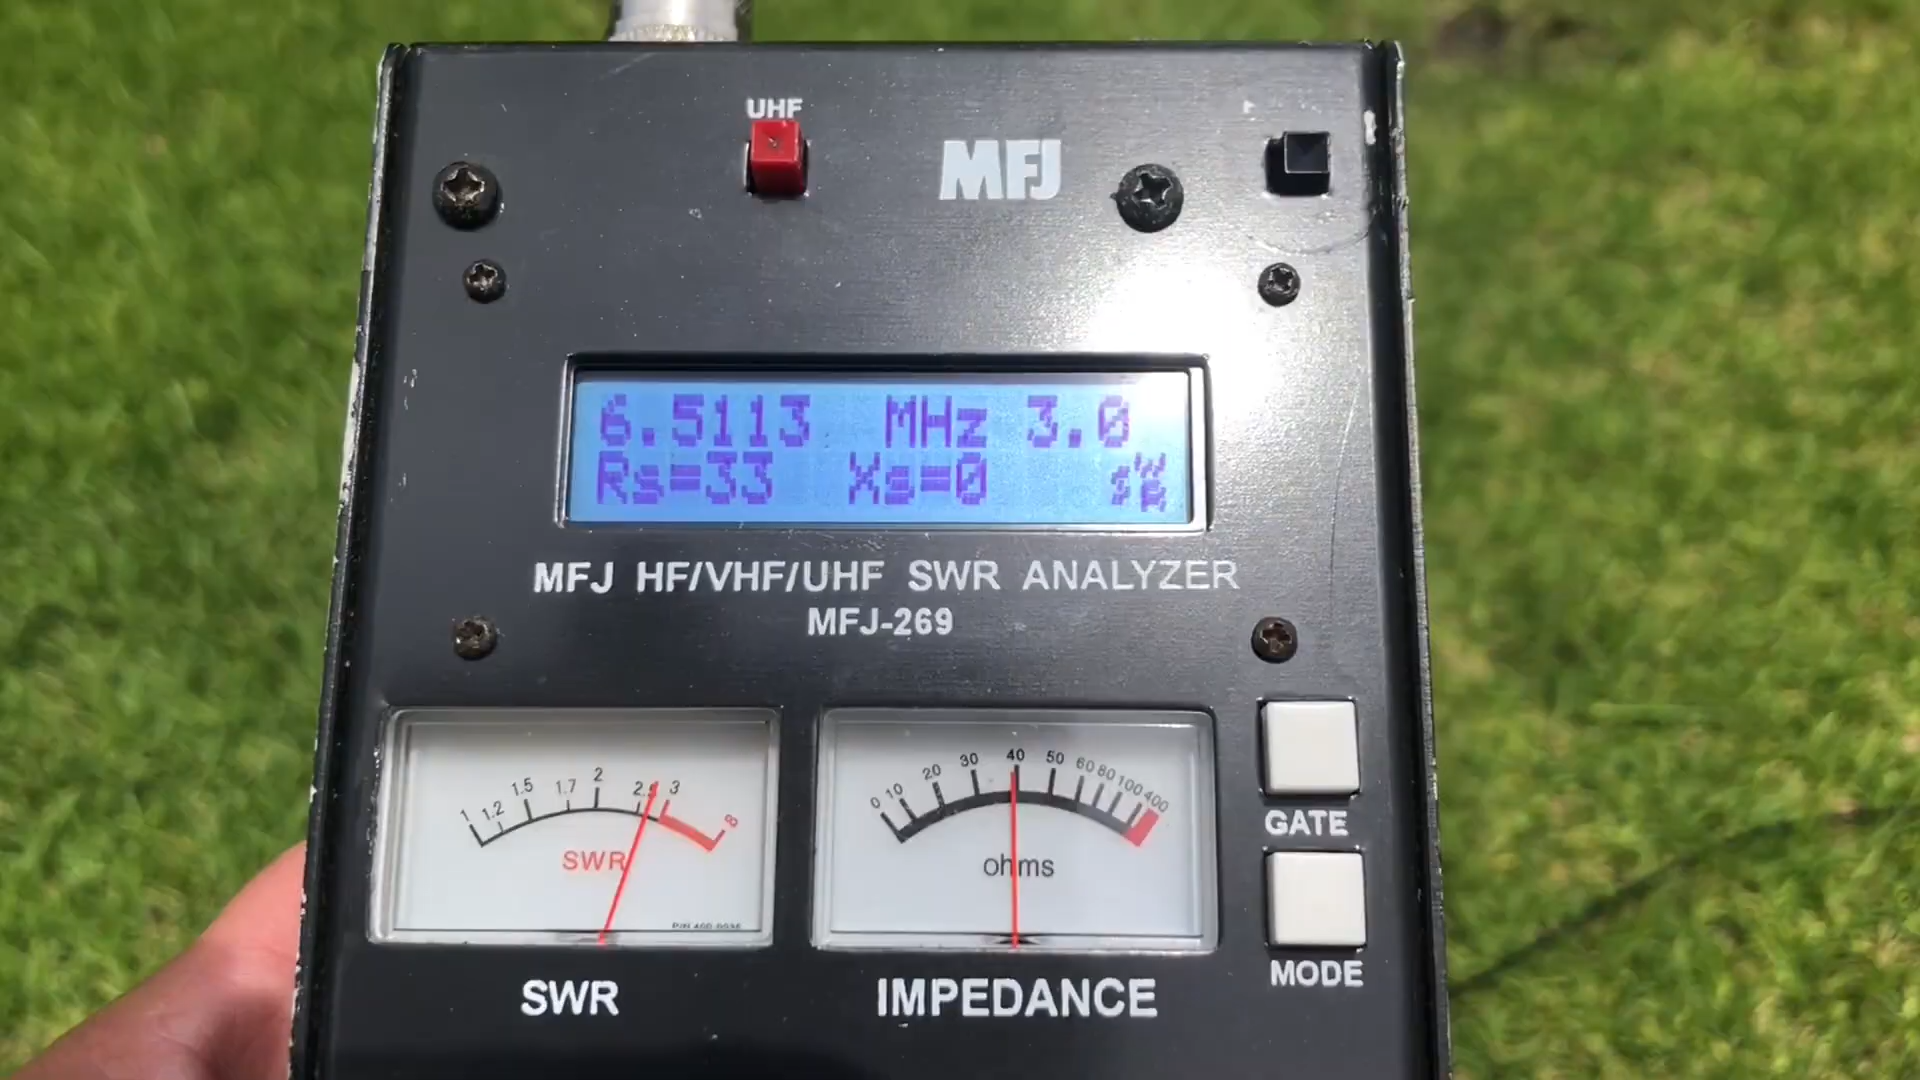 UHF
MFJ
6.5113 MHz 3.0
Rs=33 Xs=0 SWR
MFJ HF/VHF/UHF SWR ANALYZER
MFJ-269
1 1.2 1.5 1.7 2 2.5 3 8
SWR
0 10 20 30 40 50 60 80 100 400
ohms
GATE
SWR
IMPEDANCE
MODE